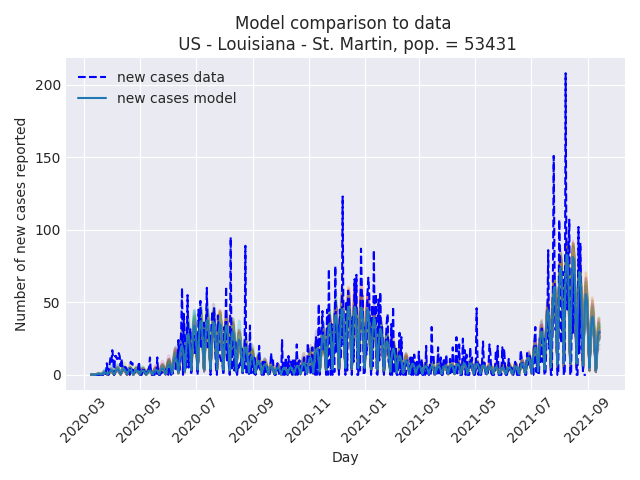 Model comparison to data
US - Louisiana - St. Martin, pop. = 53431
new cases data
new cases model
Number of new cases reported
200
150
100
50
0
2020-03
2020-05
2020-07
2020-09
2020-11
2021-01
2021-03
2021-05
2021-07
2021-09
Day